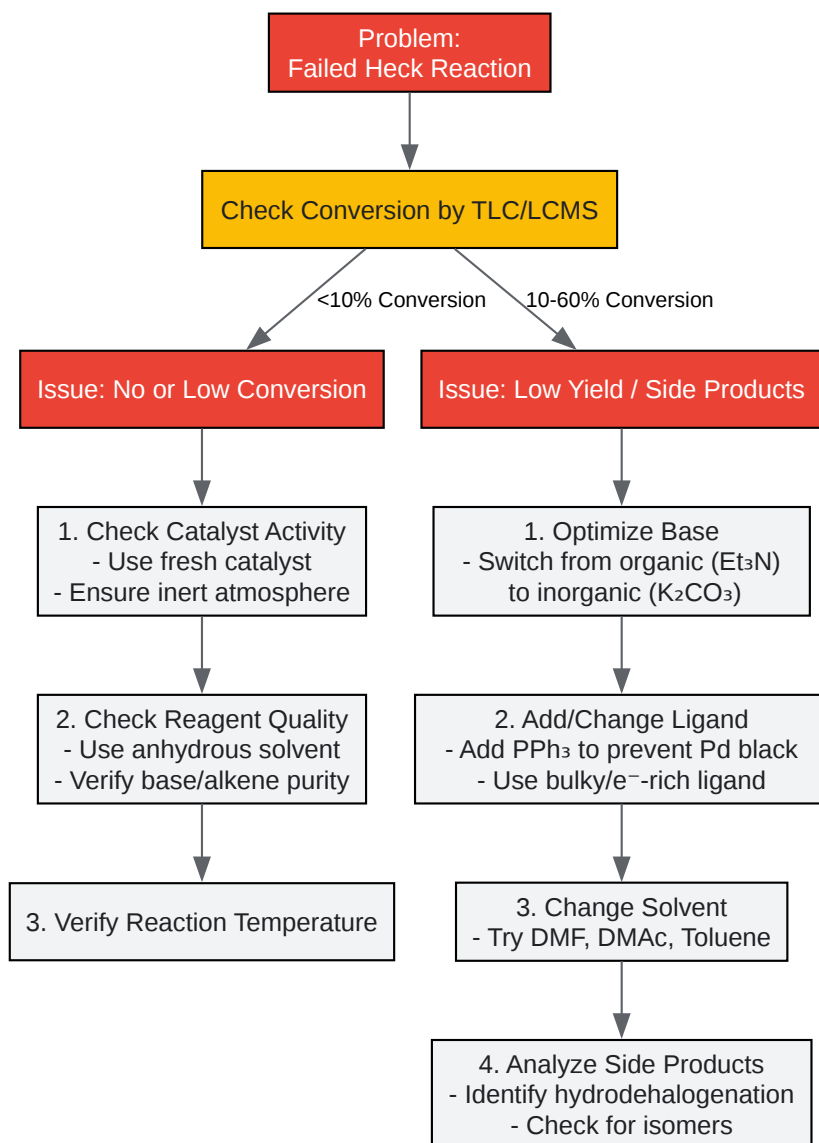 Problem:
Failed Heck Reaction
Check Conversion by TLC/LCMS
<10% Conversion
10-60% Conversion
Issue: No or Low Conversion
Issue: Low Yield / Side Products
1. Check Catalyst Activity
- Use fresh catalyst
- Ensure inert atmosphere
1. Optimize Base
- Switch from organic (Et₃N)
to inorganic (K₂CO₃)
2. Check Reagent Quality
- Use anhydrous solvent
- Verify base/alkene purity
2. Add/Change Ligand
- Add PPh₃ to prevent Pd black
- Use bulky/e⁻-rich ligand
3. Verify Reaction Temperature
3. Change Solvent
- Try DMF, DMAc, Toluene
4. Analyze Side Products
- Identify hydrodehalogenation
- Check for isomers